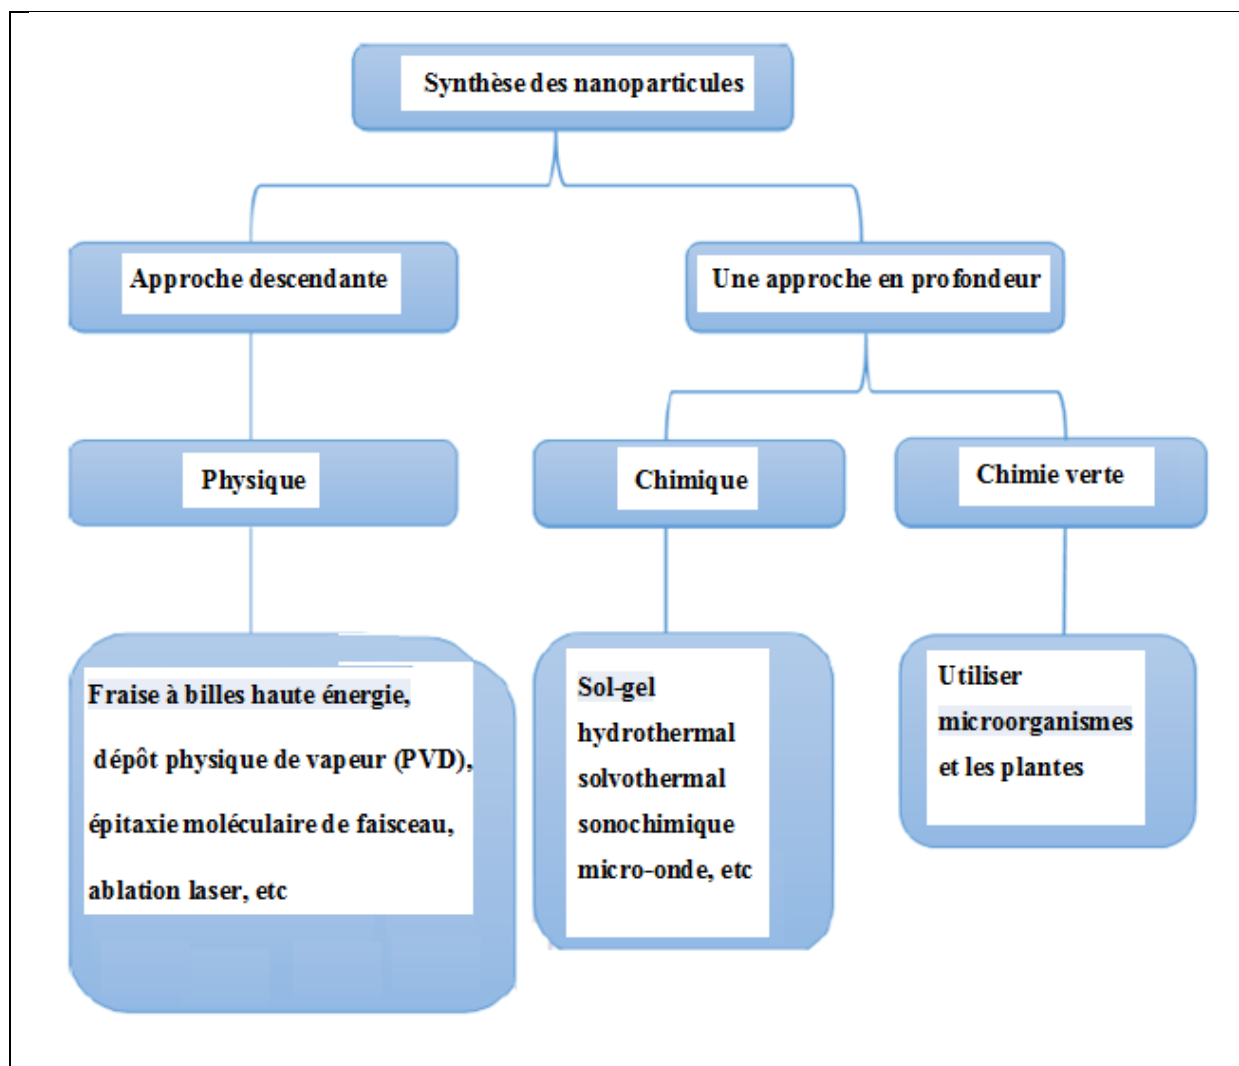 Synthèse des nanoparticules
Approche descendante
Une approche en profondeur
Physique
Chimique
Chimie verte
Fraise à billes haute énergie,
dépôt physique de vapeur (PVD),
épitaxie moléculaire de faisceau,
ablation laser, etc
Sol-gel
hydrothermal
solvothermal
sonochimique
micro-onde, etc
Utiliser
microorganismes
et les plantes